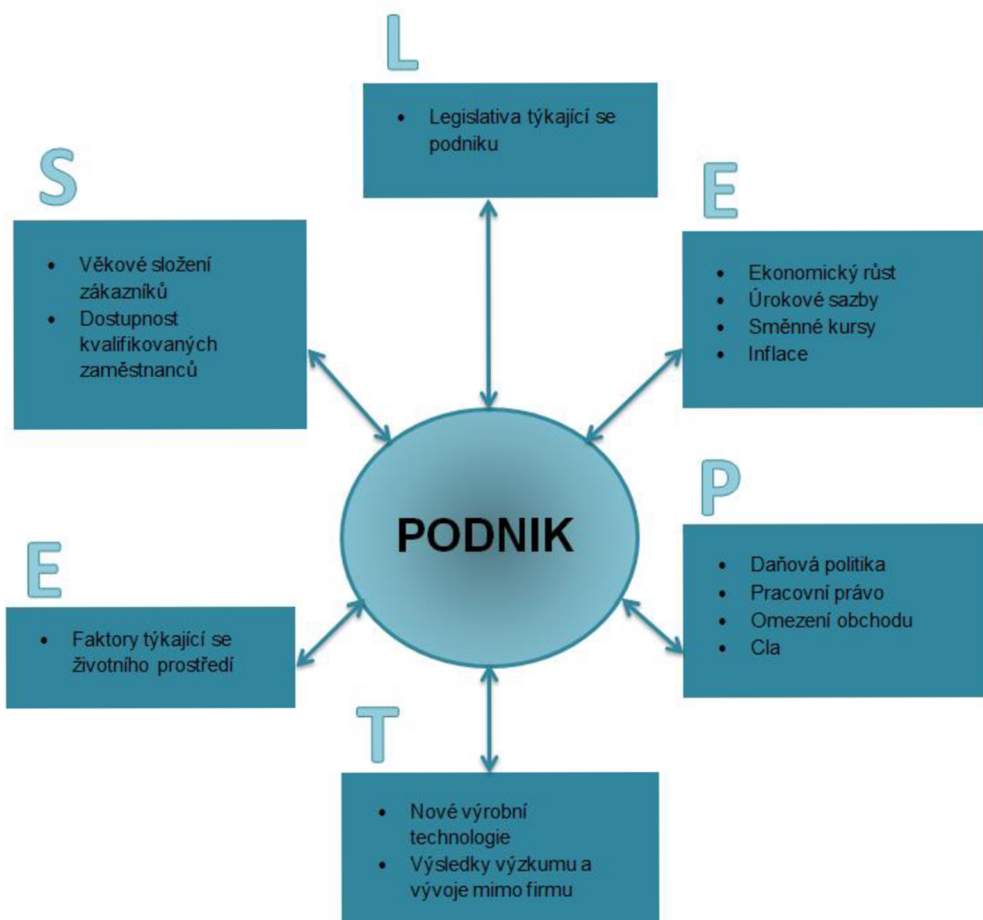 L
• Legislativa týkající se
podniku
S
• Věkové složení
zákazníků
• Dostupnost
kvalifikovaných
zaměstnanců
E
• Ekonomický růst
• Úrokové sazby
• Směnné kursy
• Inflace
PODNIK
P
• Daňová politika
• Pracovní právo
• Omezení obchodu
• Cla
E
• Faktory týkající se
životního prostředí
T
• Nové výrobní
technologie
• Výsledky výzkumu a
vývoje mimo firmu